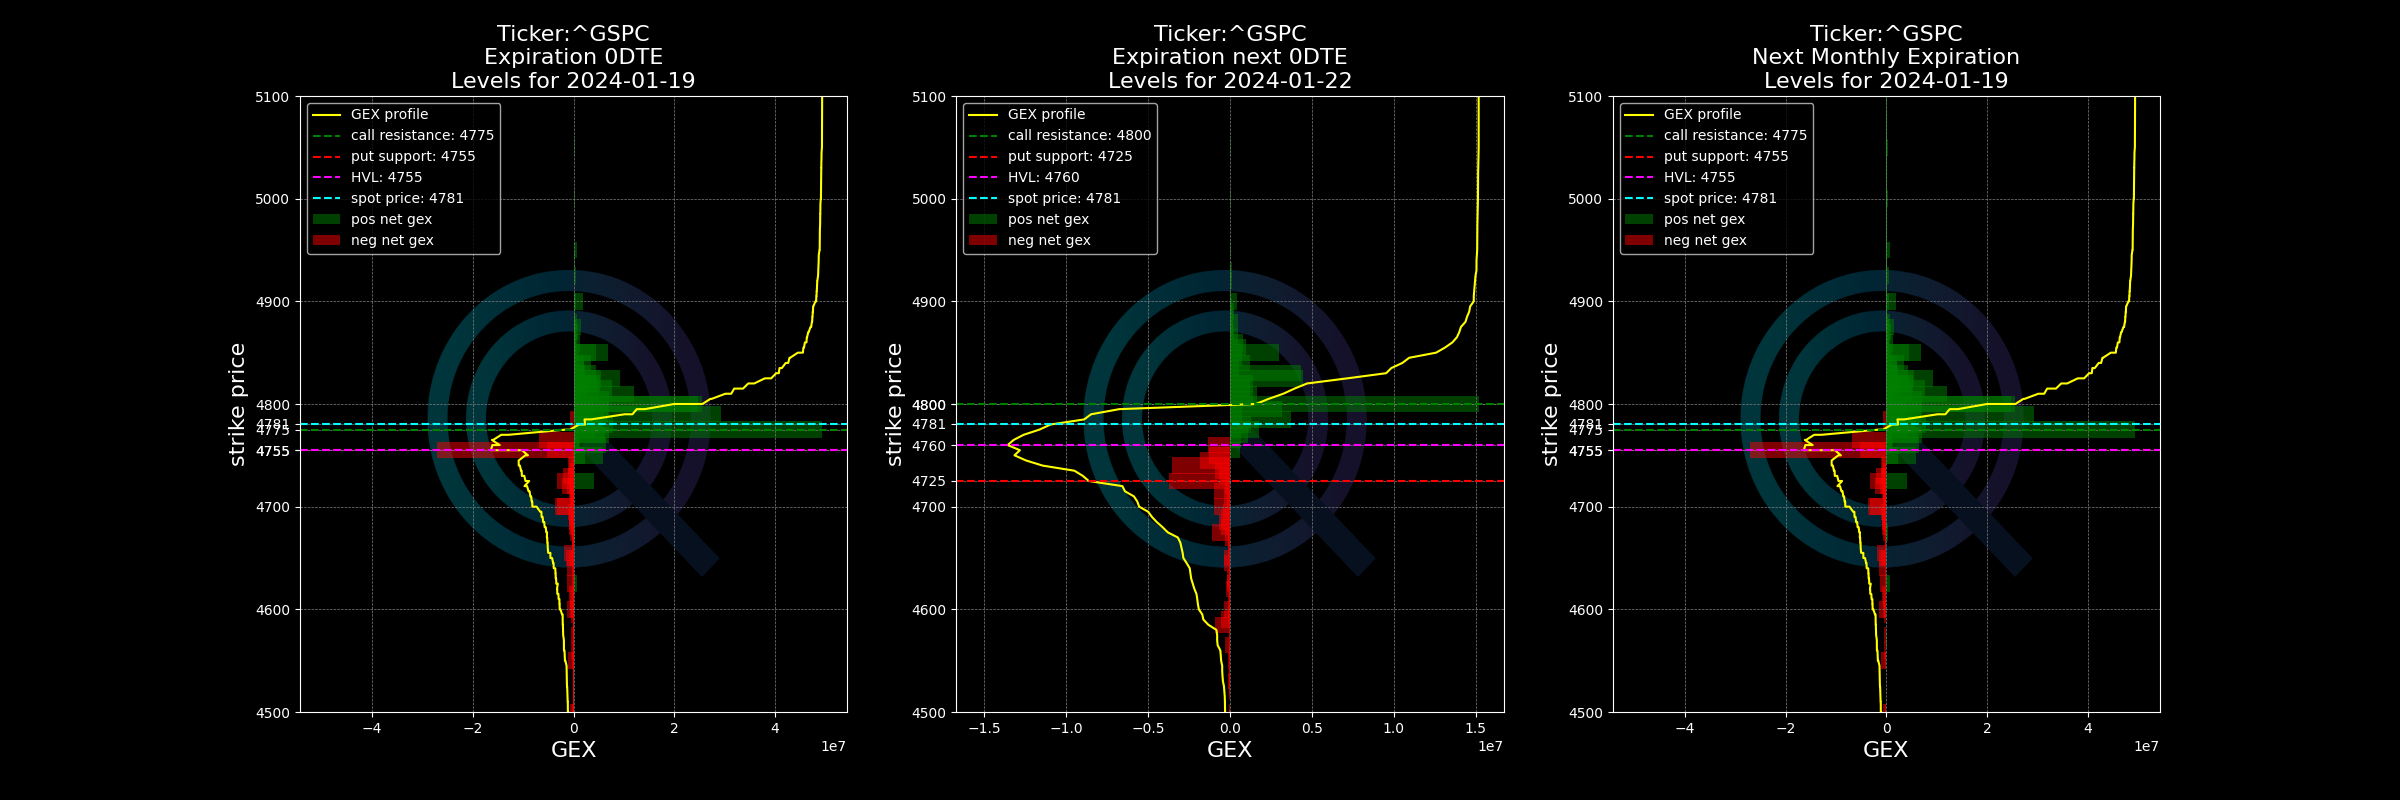 Ticker:^GSPC
Expiration 0DTE
Levels for 2024-01-19
5100
5000
4900
4800
4781
4775
4755
4700
4600
4500
strike price
GEX profile
call resistance: 4775
put support: 4755
HVL: 4755
spot price: 4781
pos net gex
neg net gex
−4
−2
0
2
4
1e7
GEX
Ticker:^GSPC
Expiration next 0DTE
Levels for 2024-01-22
5100
5000
4900
4800
4781
4760
4725
4700
4600
4500
strike price
GEX profile
call resistance: 4800
put support: 4725
HVL: 4760
spot price: 4781
pos net gex
neg net gex
−1.5
−1.0
−0.5
0.0
0.5
1.0
1.5
1e7
GEX
Ticker:^GSPC
Next Monthly Expiration
Levels for 2024-01-19
5100
5000
4900
4800
4781
4775
4755
4700
4600
4500
strike price
GEX profile
call resistance: 4775
put support: 4755
HVL: 4755
spot price: 4781
pos net gex
neg net gex
−4
−2
0
2
4
1e7
GEX